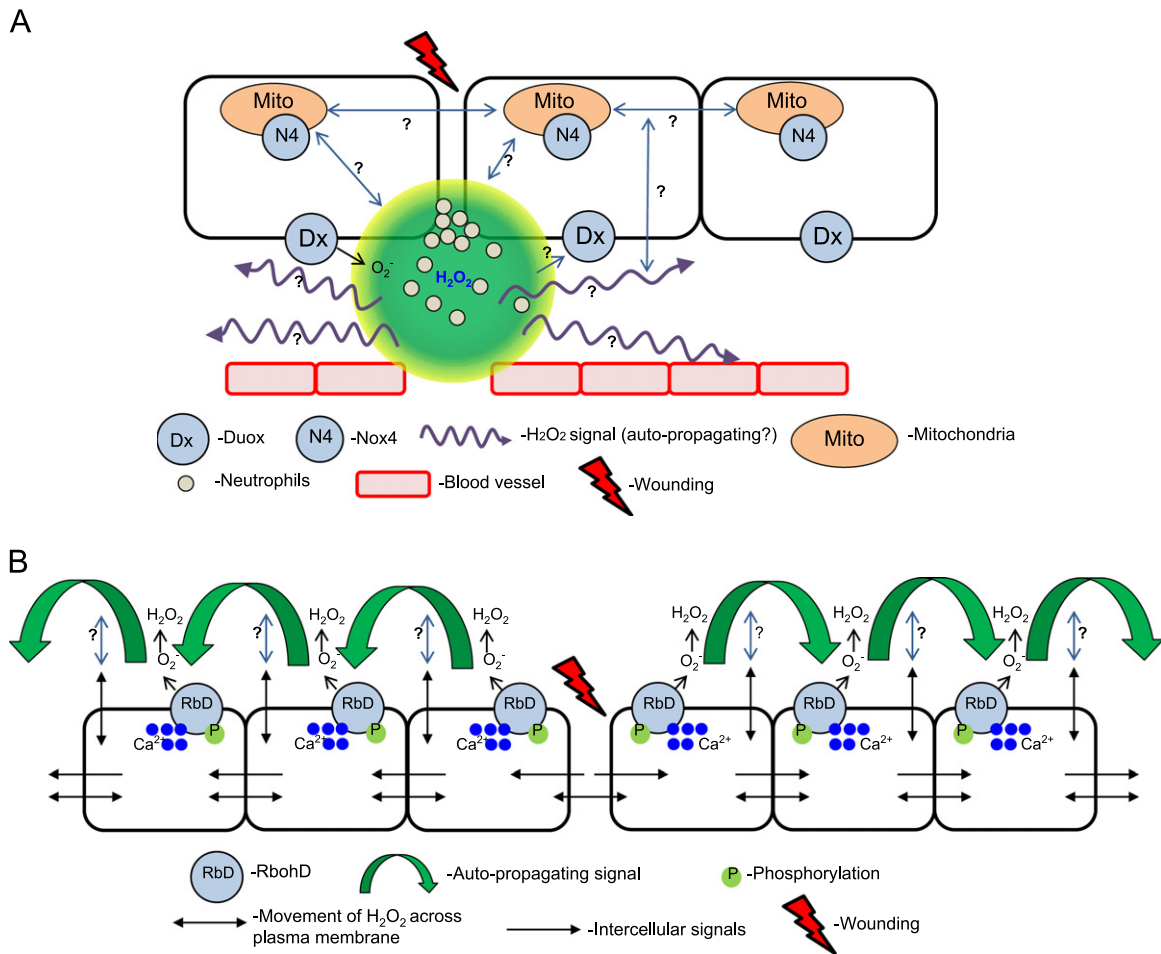 A
Mito
Mito
Mito
N4
N4
N4
?
?
?
?
?
Dx
Dx
Dx
O₂⁻
?
H₂O₂
?
?
?
?
Dx
-Duox
N4
-Nox4
-H₂O₂ signal (auto-propagating?)
Mito
-Mitochondria
-Neutrophils
-Blood vessel
-Wounding
B
H₂O₂
H₂O₂
H₂O₂
H₂O₂
H₂O₂
H₂O₂
?
?
?
?
?
?
O₂⁻
O₂⁻
O₂⁻
O₂⁻
O₂⁻
O₂⁻
RbD
RbD
RbD
RbD
RbD
RbD
P
P
P
P
P
P
Ca²⁺
Ca²⁺
Ca²⁺
Ca²⁺
Ca²⁺
Ca²⁺
RbD
-RbohD
-Auto-propagating signal
P
-Phosphorylation
-Movement of H₂O₂ across
plasma membrane
-Intercellular signals
-Wounding